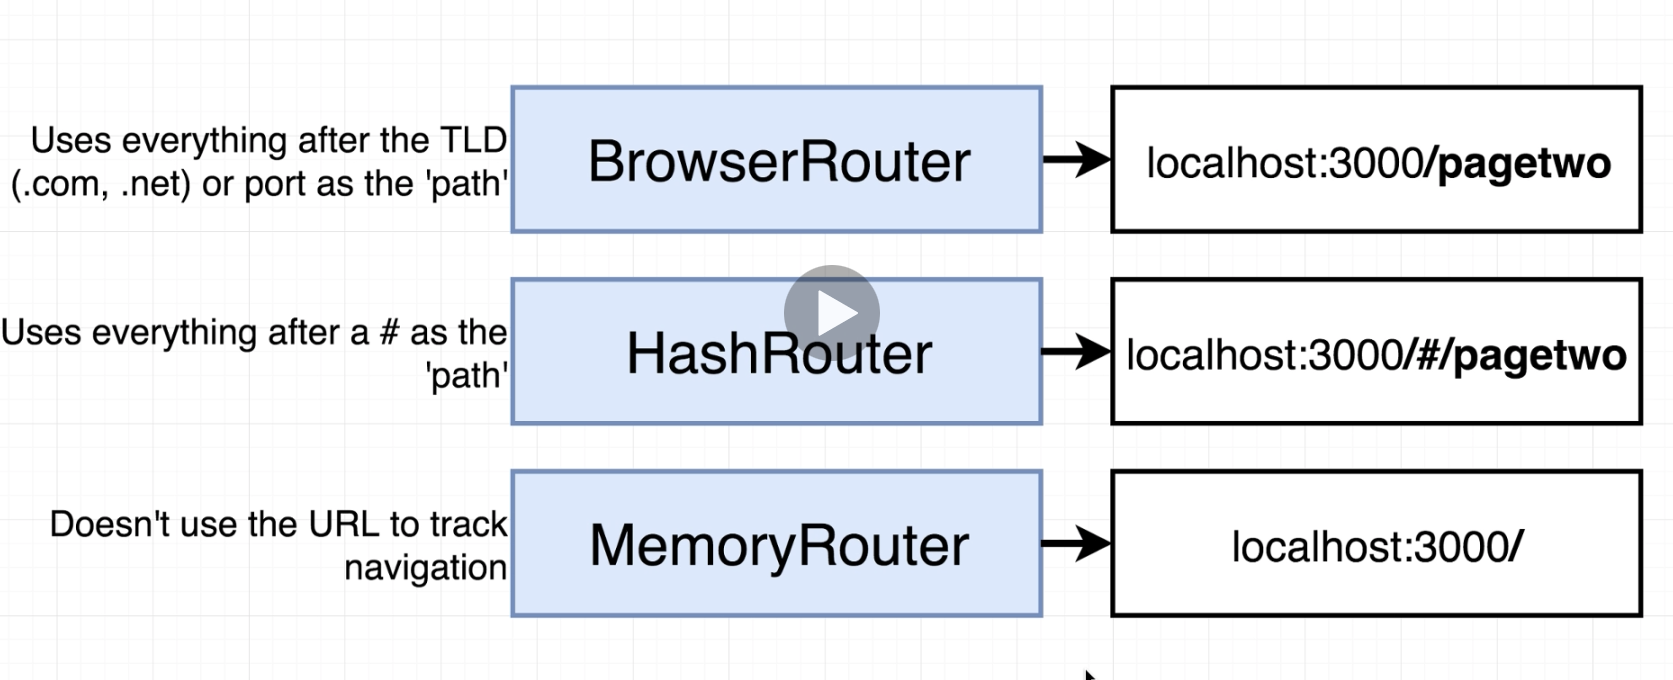 Uses everything after the TLD
(.com, .net) or port as the 'path'
BrowserRouter
localhost:3000/pagetwo
Uses everything after a # as the
'path'
HashRouter
localhost:3000/#/pagetwo
Doesn't use the URL to track
navigation
MemoryRouter
localhost:3000/